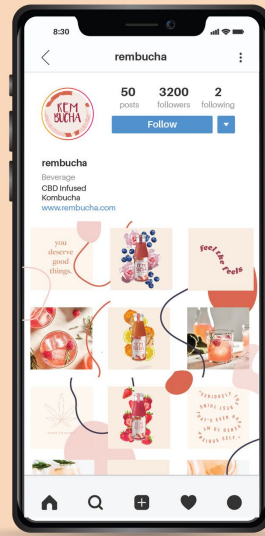 8:30
rembucha
REM
BUCHA
50 3200 2
posts followers following
Follow
rembucha
Beverage
CBD Infused
Kombucha
www.rembucha.com
you
deserve
good
things.
feel the feels